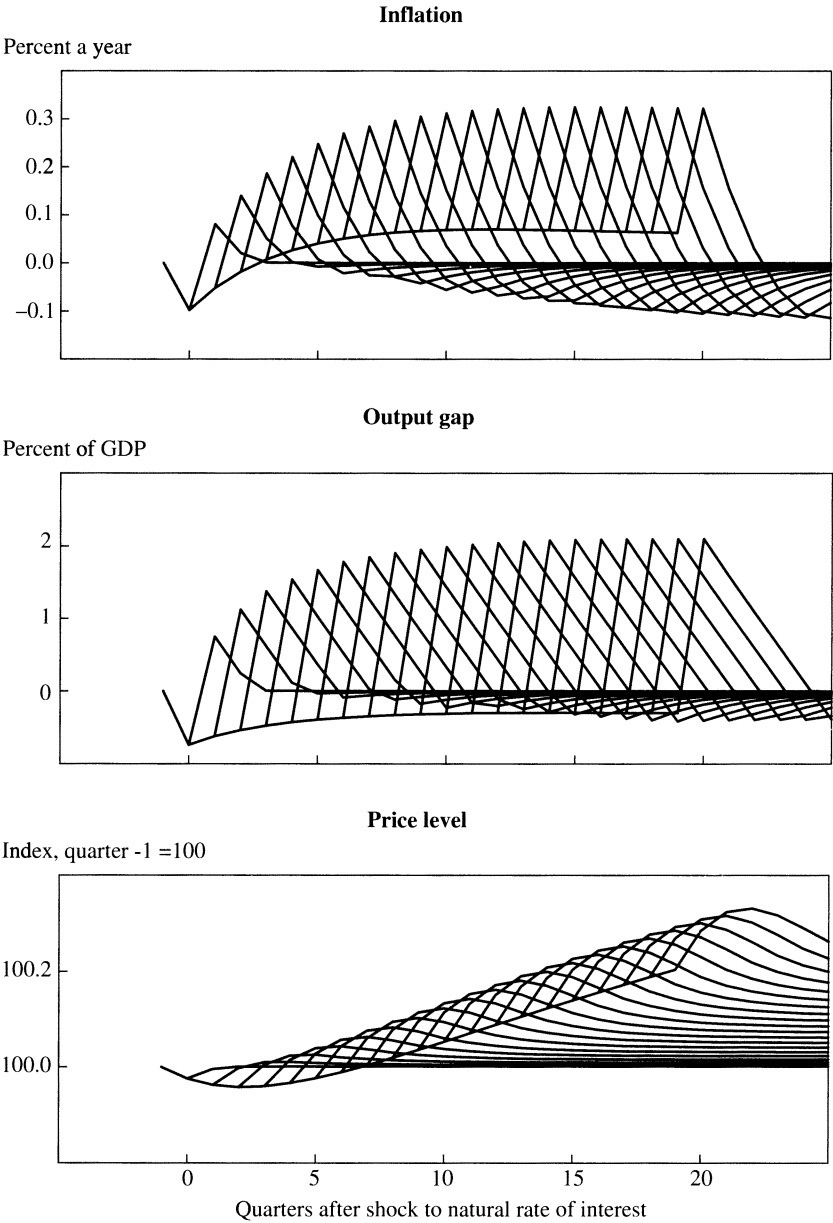 Inflation
Percent a year
0.3
0.2
0.1
0.0
–0.1
Output gap
Percent of GDP
2
1
0
Price level
Index, quarter -1 =100
100.2
100.0
0 5 10 15 20
Quarters after shock to natural rate of interest